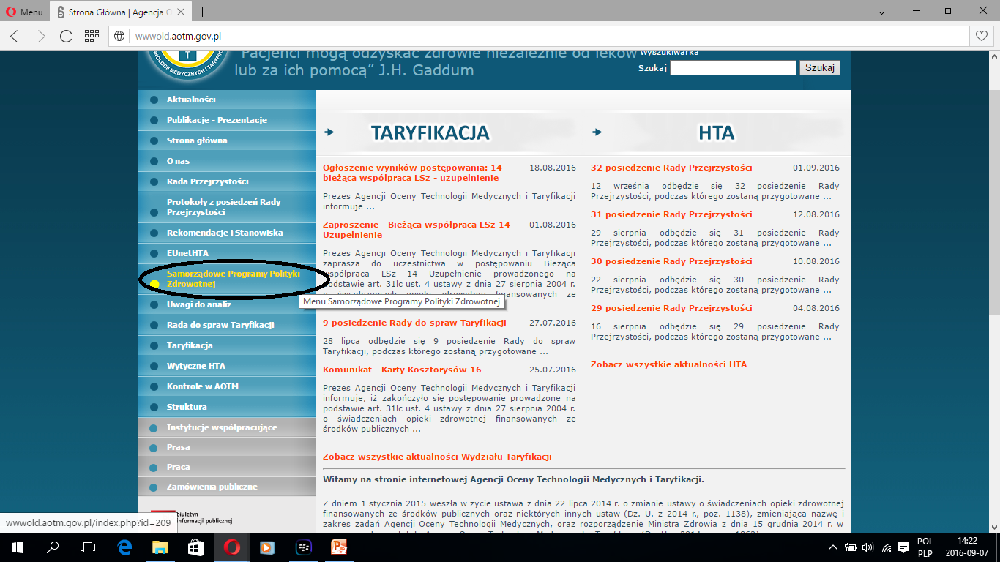 Menu
Strona Główna | Agencja O
wwwold.aotm.gov.pl
NOLOGII MEDYCZNYCH I TARYFIK
"Pacjenci mogą odzyskać zdrowie niezależnie od leków
lub za ich pomocą” J.H. Gaddum
Wyszukiwarka
Szukaj
Szukaj
Aktualności
Publikacje - Prezentacje
Strona główna
O nas
Rada Przejrzystości
Protokoły z posiedzeń Rady
Przejrzystości
Rekomendacje i Stanowiska
EUnetHTA
Samorządowe Programy Polityki
Zdrowotnej
Menu Samorządowe Programy Polityki Zdrowotnej
Uwagi do analiz
Rada do spraw Taryfikacji
Taryfikacja
Wytyczne HTA
Kontrole w AOTM
Struktura
Instytucje współpracujące
Prasa
Praca
Zamówienia publiczne
biuletyn
informacji publicznej
TARYFIKACJA
Ogłoszenie wyników postępowania: 14 18.08.2016
bieżąca wspólpraca LSz - uzupelnienie
Prezes Agencji Oceny Technologii Medycznych i Taryfikacji
informuje ...
Zaproszenie - Bieżąca współpraca LSz 14 01.08.2016
Uzupełnienie
Prezes Agencji Oceny Technologii Medycznych i Taryfikacji
zaprasza do uczestnictwa w postępowaniu Bieżąca
współpraca LSz 14 Uzupełnienie prowadzonego na
podstawie art. 31lc ust. 4 ustawy z dnia 27 sierpnia 2004 r.
o świadczeniach opieki zdrowotnej finansowanych ze
9 posiedzenie Rady do spraw Taryfikacji 27.07.2016
28 lipca odbędzie się 9 posiedzenie Rady do spraw
Taryfikacji, podczas którego zostaną przygotowane ...
Komunikat - Karty Kosztorysów 16 25.07.2016
Prezes Agencji Oceny Technologii Medycznych i Taryfikacji
informuje, iż zakończyło się postępowanie prowadzone na
podstawie art. 31lc ust. 4 ustawy z dnia 27 sierpnia 2004 r.
o świadczeniach opieki zdrowotnej finansowanych ze
środków publicznych ...
Zobacz wszystkie aktualności Wydziału Taryfikacji
HTA
32 posiedzenie Rady Przejrzystości 01.09.2016
12 września odbędzie się 32 posiedzenie Rady
Przejrzystości, podczas którego zostaną przygotowane ...
31 posiedzenie Rady Przejrzystości 12.08.2016
29 sierpnia odbędzie się 31 posiedzenie Rady
Przejrzystości, podczas którego zostaną przygotowane ...
30 posiedzenie Rady Przejrzystości 10.08.2016
22 sierpnia odbędzie się 30 posiedzenie Rady
Przejrzystości, podczas którego zostaną przygotowane ...
29 posiedzenie Rady Przejrzystości 04.08.2016
16 sierpnia odbędzie się 29 posiedzenie Rady
Przejrzystości, podczas którego zostaną przygotowane ...
Zobacz wszystkie aktualności HTA
Witamy na stronie internetowej Agencji Oceny Technologii Medycznych i Taryfikacji.
Z dniem 1 stycznia 2015 weszła w życie ustawa z dnia 22 lipca 2014 r. o zmianie ustawy o świadczeniach opieki zdrowotnej
finansowanych ze środków publicznych oraz niektórych innych ustaw (Dz. U. z 2014 r., poz. 1138), zmieniająca nazwę i
zakres zadań Agencji Oceny Technologii Medycznych, oraz rozporządzenie Ministra Zdrowia z dnia 15 grudnia 2014 r. w
wwwold.aotm.gov.pl/index.php?id=209
POL
PLP
14:22
2016-09-07